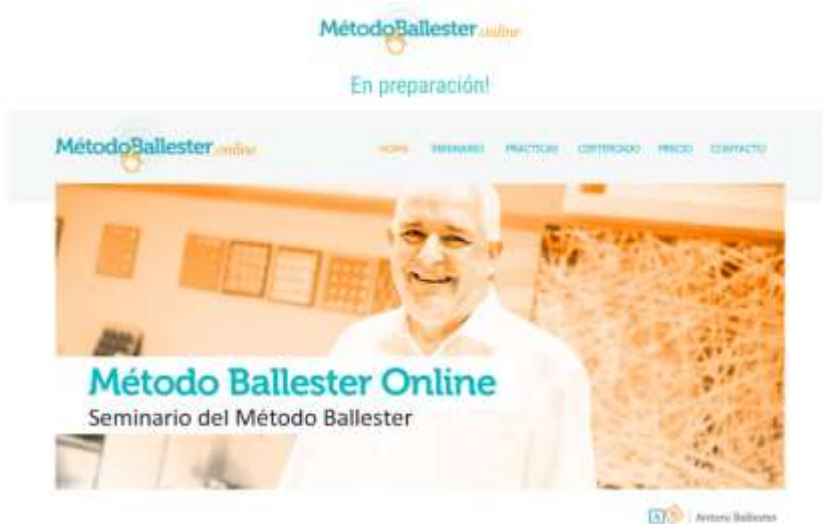 MétodoBallester.online
En preparación!
MétodoBallester.online
HOME SEMINARIO PRÁCTICAS CERTIFICADO PRECIO CONTACTO
Método Ballester Online
Seminario del Método Ballester
Antoni Ballester